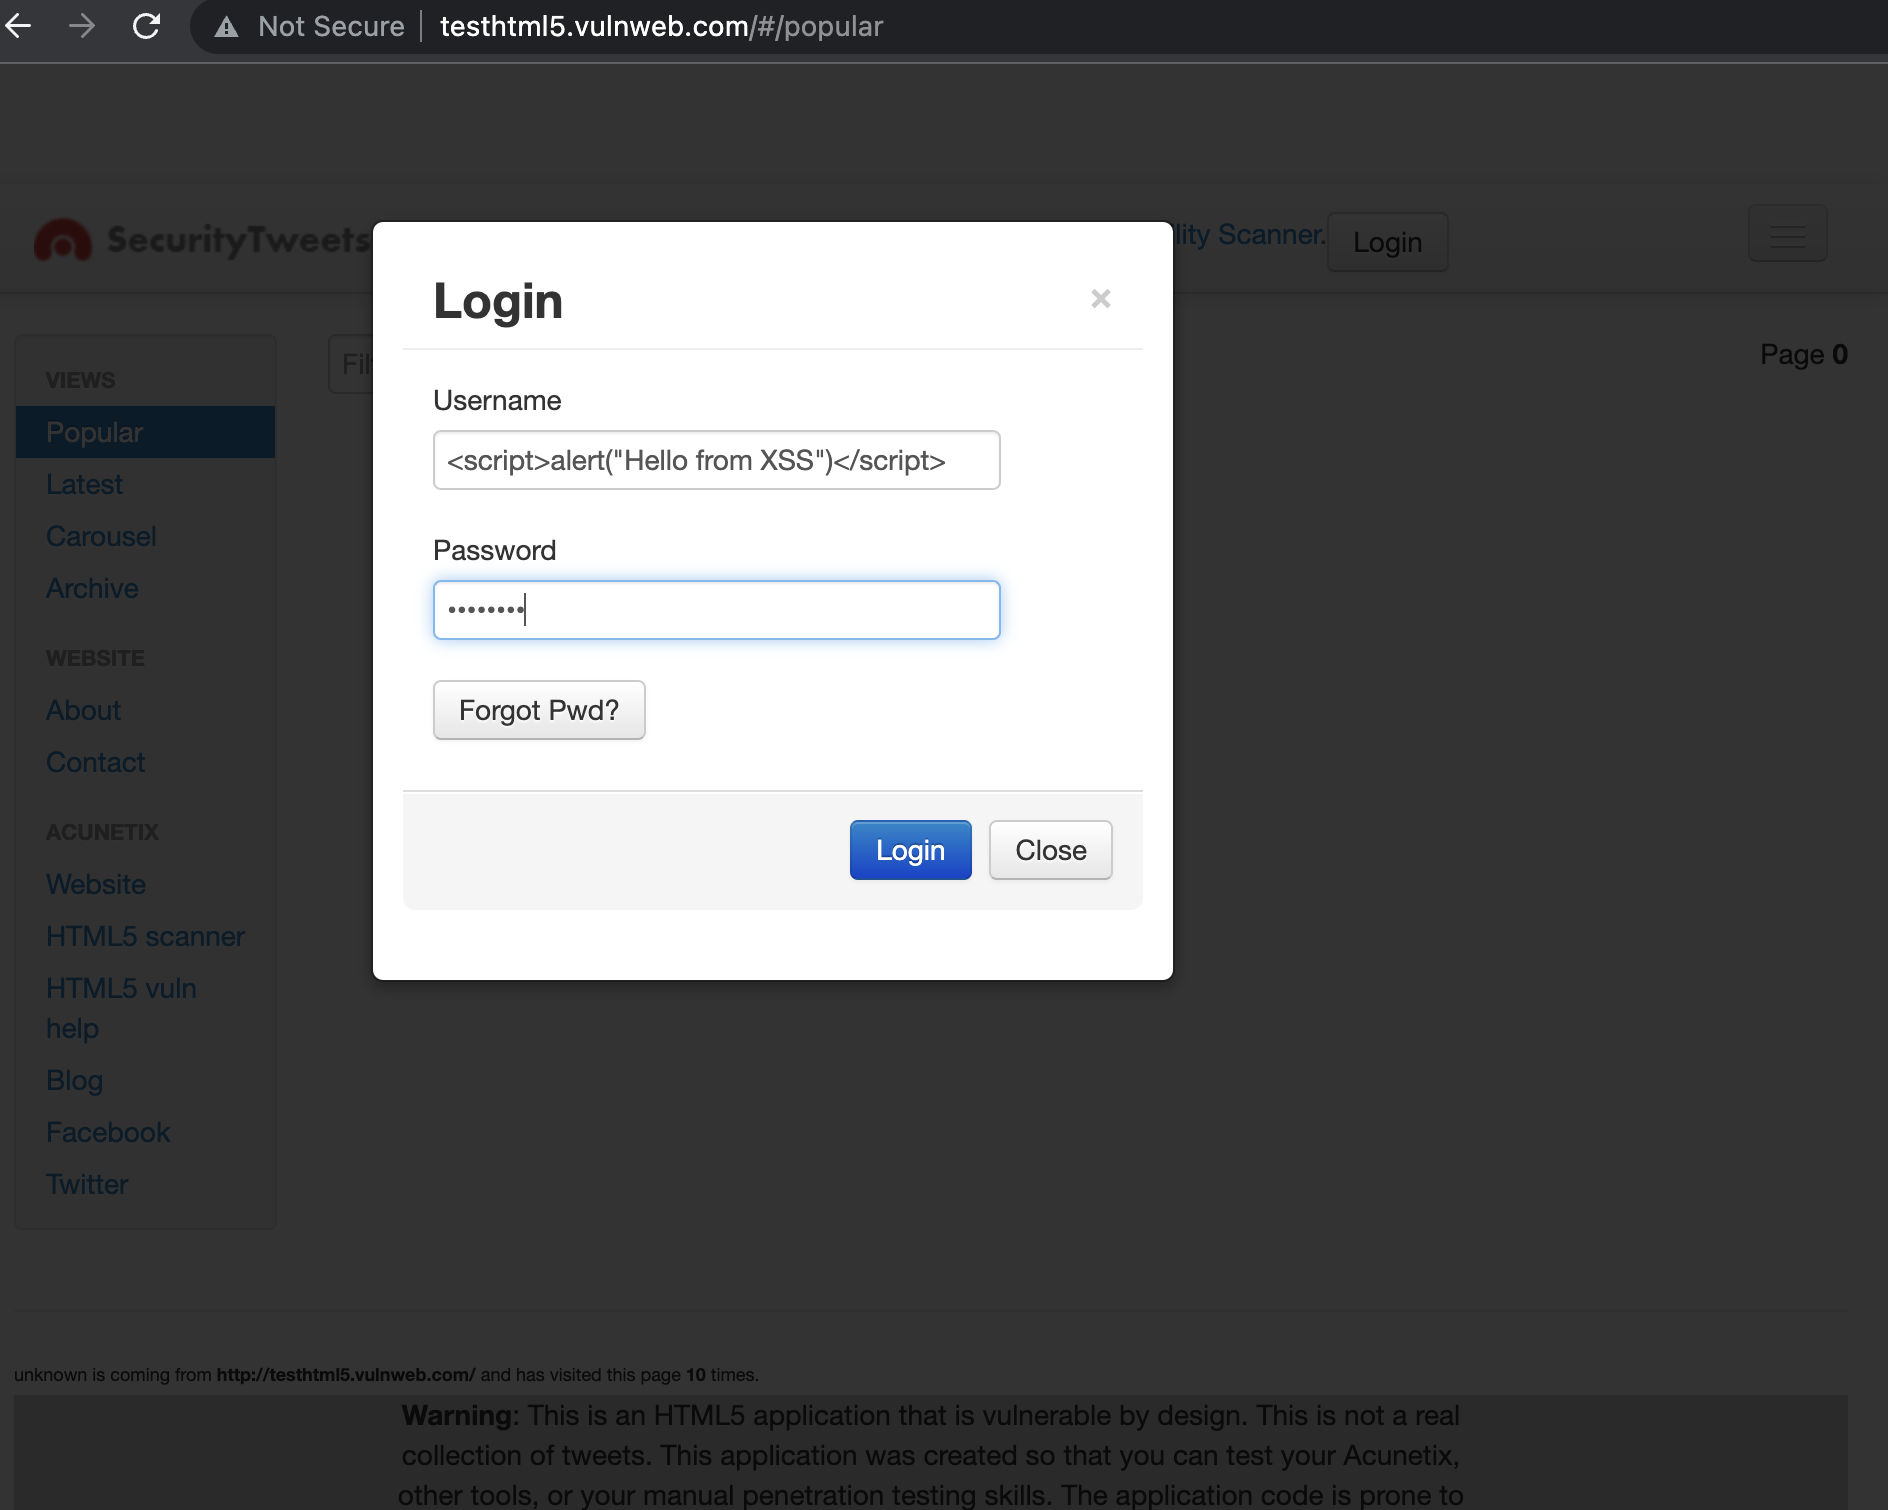 Not Secure | testhtml5.vulnweb.com/#/popular
SecurityTweets
lity Scanner.
Login
Login
×
Page 0
VIEWS
Popular
Latest
Carousel
Archive
WEBSITE
About
Contact
ACUNETIX
Website
HTML5 scanner
HTML5 vuln
help
Blog
Facebook
Twitter
Username
<script>alert("Hello from XSS")</script>
Password
••••••••
Forgot Pwd?
Login
Close
unknown is coming from http://testhtml5.vulnweb.com/ and has visited this page 10 times.
Warning: This is an HTML5 application that is vulnerable by design. This is not a real
collection of tweets. This application was created so that you can test your Acunetix,
other tools, or your manual penetration testing skills. The application code is prone to